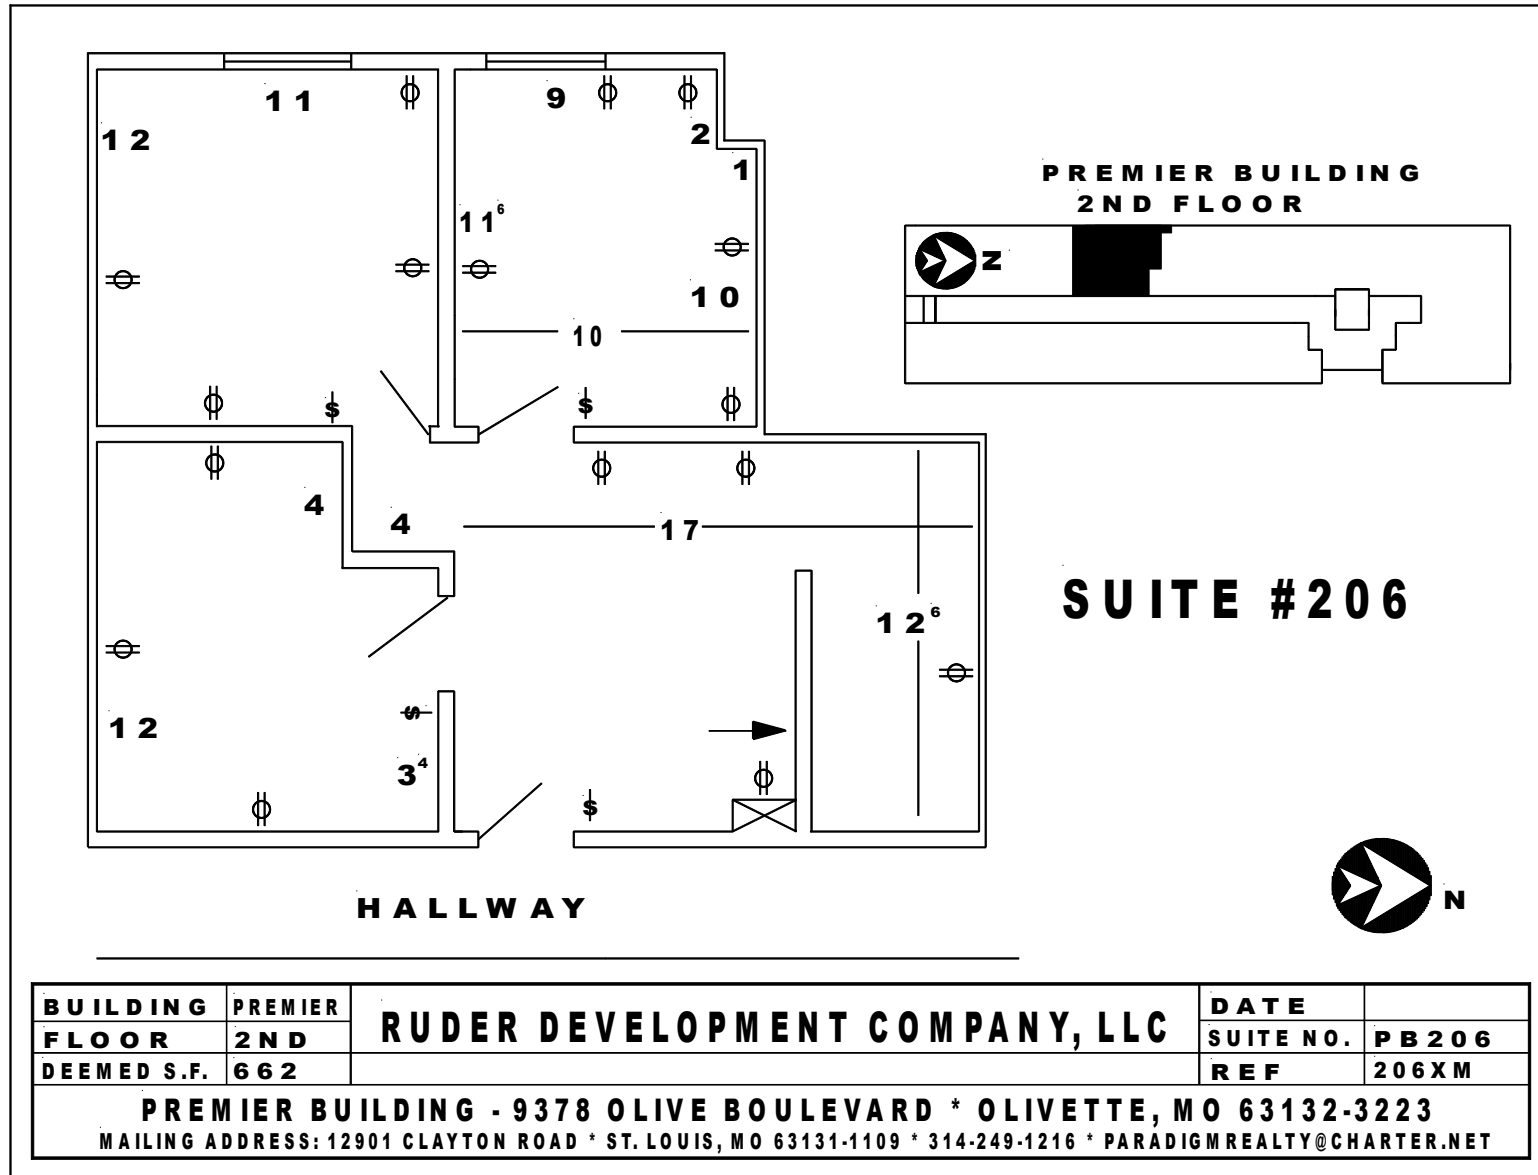 11
9
12
2
1
11⁶
10
10
$
$
4
4
17
12⁶
12
$
3⁴
$
HALLWAY
PREMIER BUILDING
2ND FLOOR
N
SUITE #206
N
BUILDING PREMIER
FLOOR 2ND
DEEMED S.F. 662
RUDER DEVELOPMENT COMPANY, LLC
DATE
SUITE NO. PB206
REF 206XM
PREMIER BUILDING - 9378 OLIVE BOULEVARD * OLIVETTE, MO 63132-3223
MAILING ADDRESS: 12901 CLAYTON ROAD * ST. LOUIS, MO 63131-1109 * 314-249-1216 * PARADIGMREALTY@CHARTER.NET